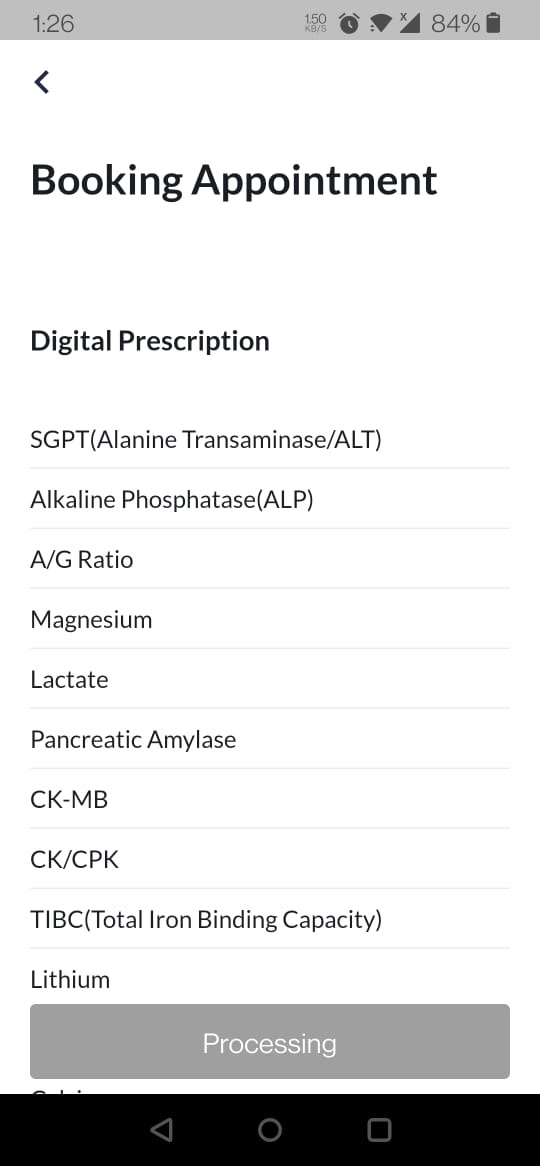 1:26
1.50
KB/S
x
84%
Booking Appointment
Digital Prescription
SGPT(Alanine Transaminase/ALT)
Alkaline Phosphatase(ALP)
A/G Ratio
Magnesium
Lactate
Pancreatic Amylase
CK-MB
CK/CPK
TIBC(Total Iron Binding Capacity)
Lithium
Processing